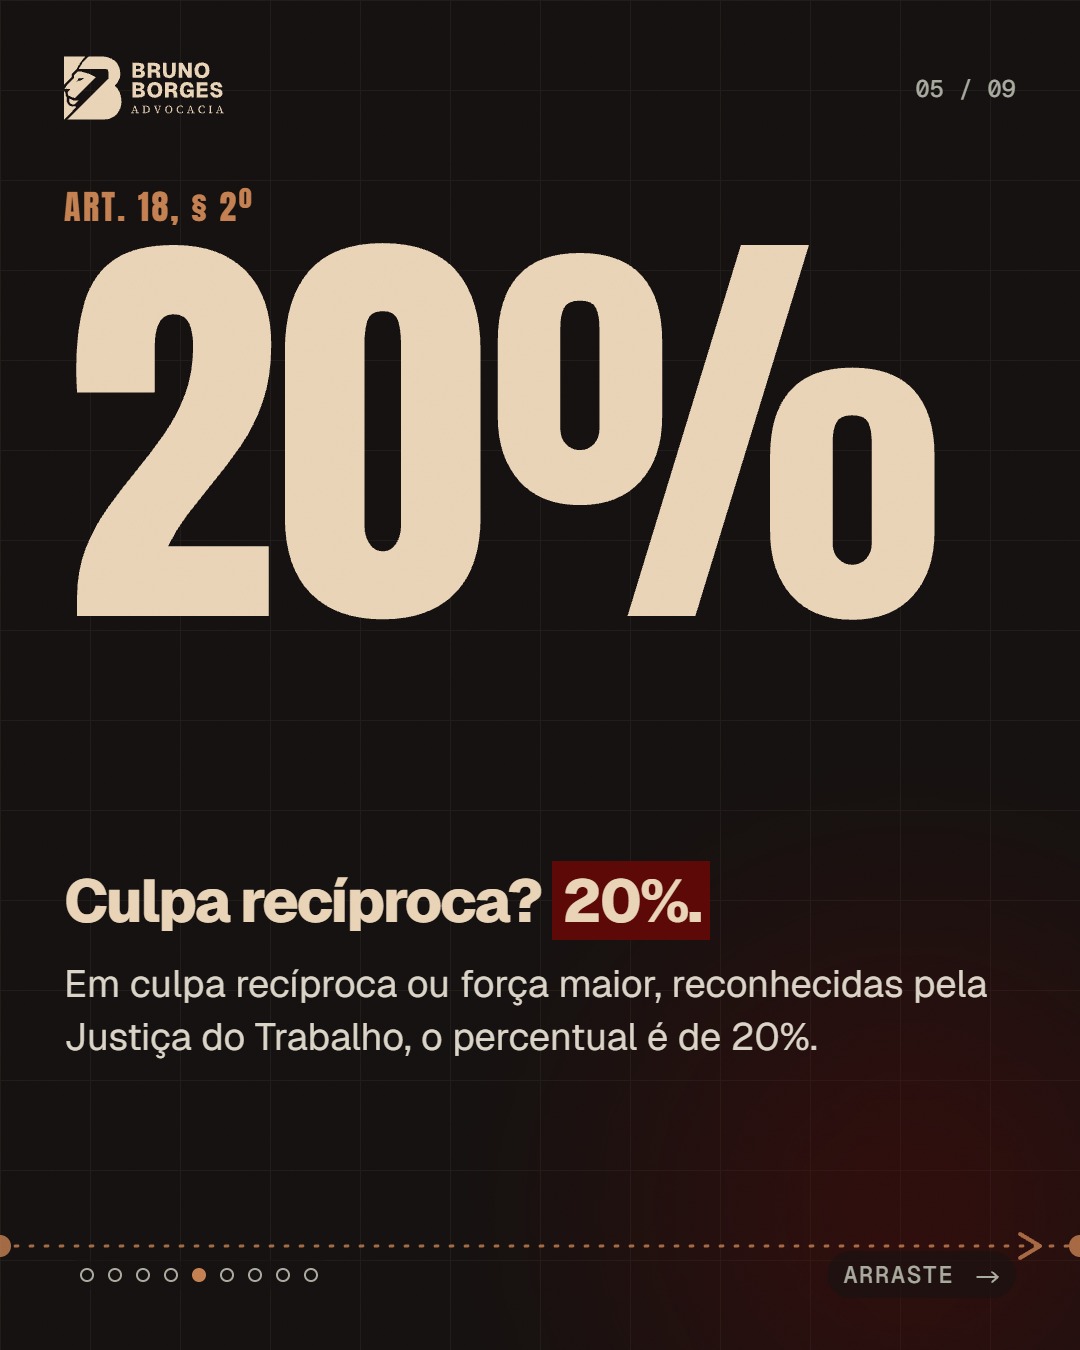 BRUNO
BORGES
ADVOCACIA
05 / 09
ART. 18, § 2º
20%
Culpa recíproca? 20%.
Em culpa recíproca ou força maior, reconhecidas pela
Justiça do Trabalho, o percentual é de 20%.
ARRASTE →